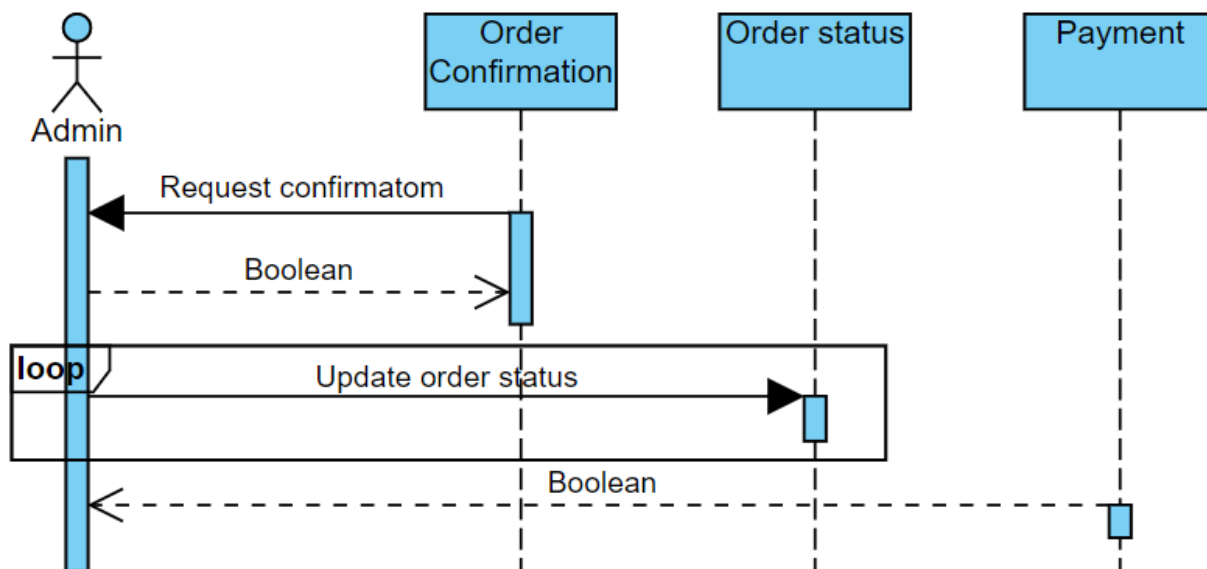 Order
Confirmation
Order status
Payment
Admin
Request confirmatom
Boolean
loop
Update order status
Boolean